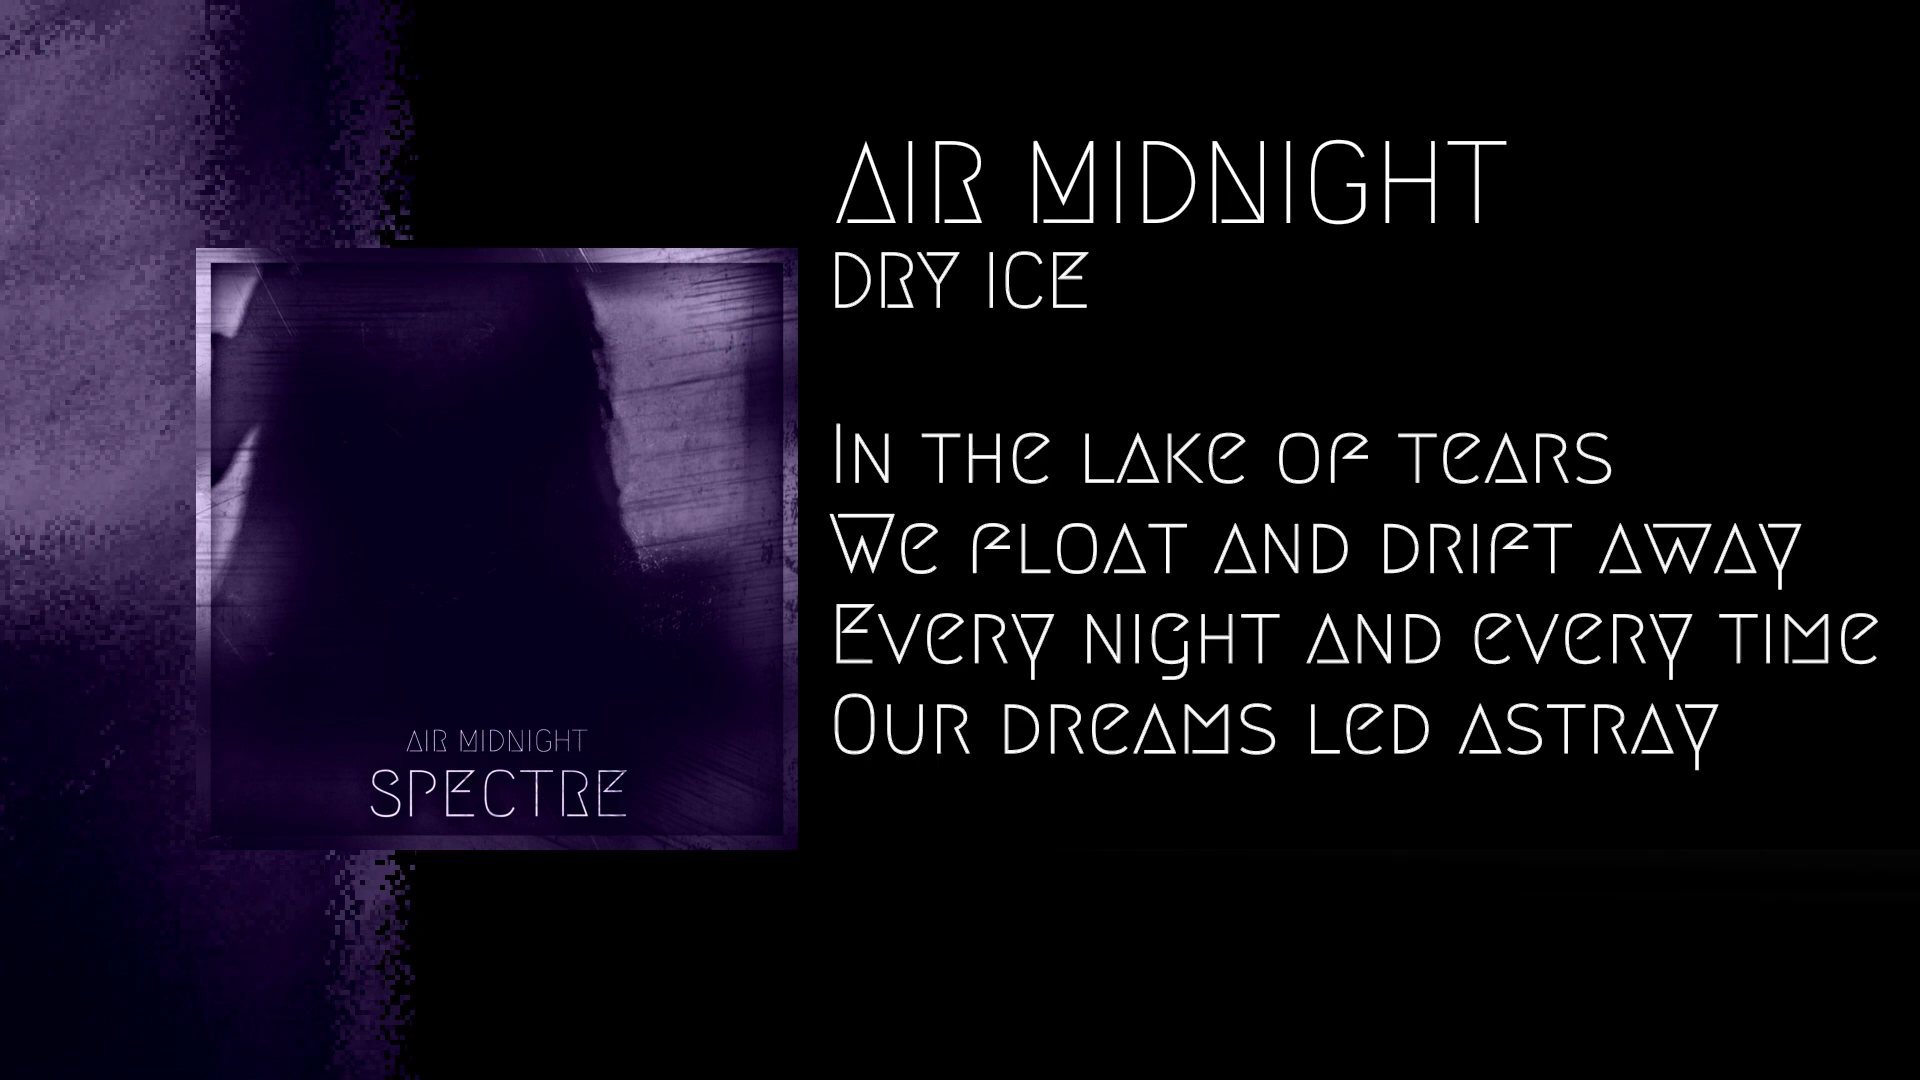 AIR MIDNIGHT
DRY ICE
In the lake of tears
We float and drift away
Every night and every time
Our dreams led astray
AIR MIDNIGHT
SPECTRE